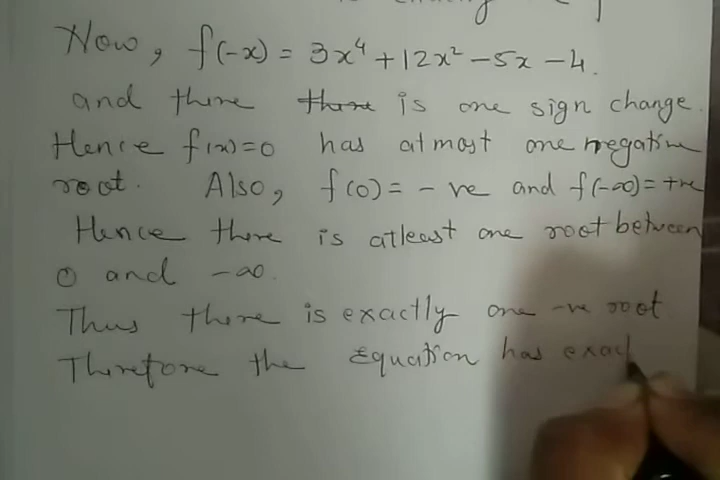 Now, f(-x) = 3x⁴ + 12x² - 5x - 4.
and there is one sign change.
Hence f(x)=0 has atmost one negative
root. Also, f(0) = - ve and f(-∞) = +ve
Hence there is atleast one root between
0 and -∞.
Thus there is exactly one -ve root.
Therefore the Equation has exac